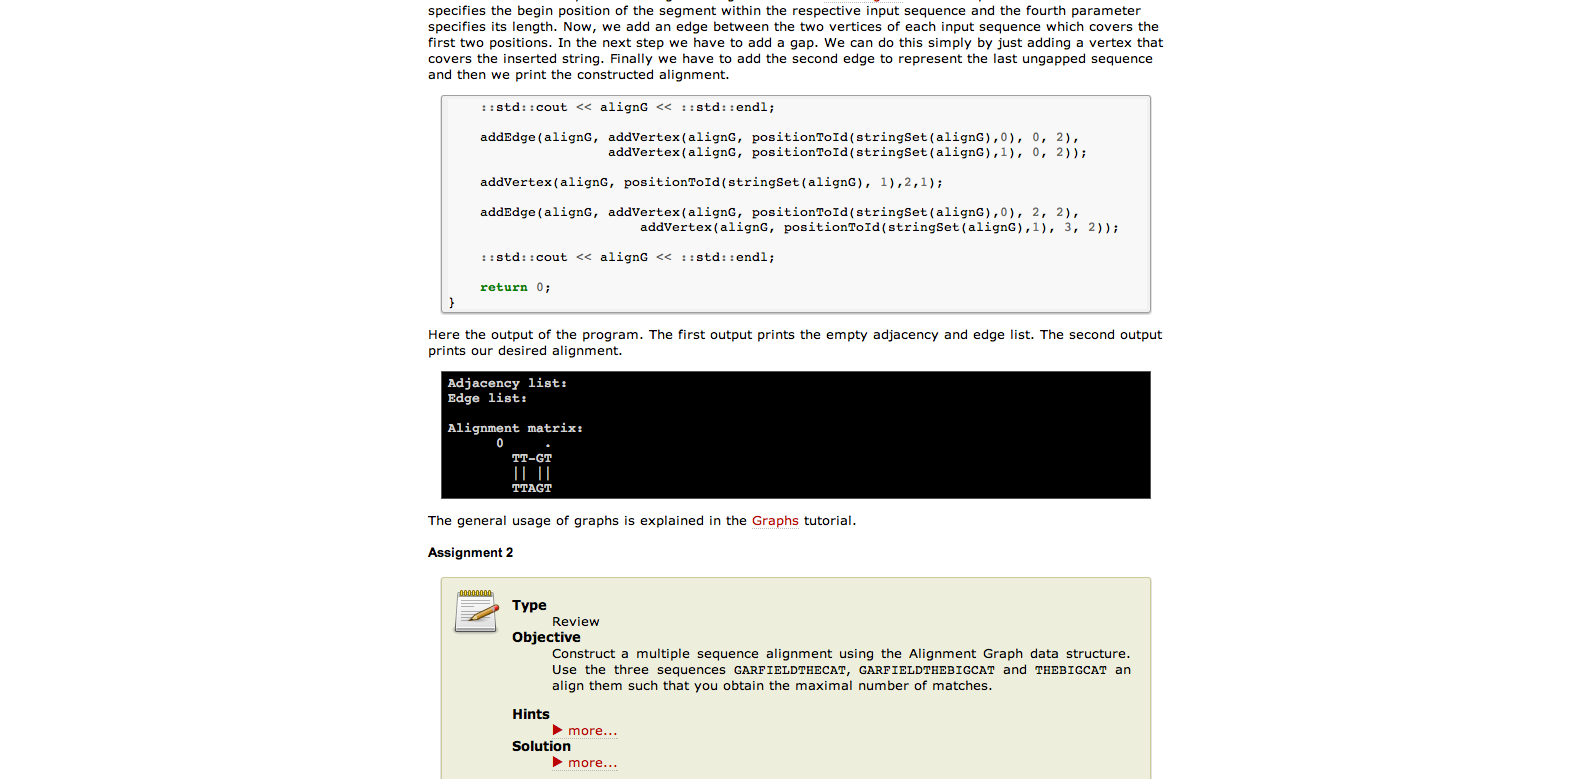 specifies the begin position of the segment within the respective input sequence and the fourth parameter
specifies its length. Now, we add an edge between the two vertices of each input sequence which covers the
first two positions. In the next step we have to add a gap. We can do this simply by just adding a vertex that
covers the inserted string. Finally we have to add the second edge to represent the last ungapped sequence
and then we print the constructed alignment.
::std::cout << alignG << ::std::endl;
addEdge(alignG, addVertex(alignG, positionToId(stringSet(alignG),0), 0, 2),
addVertex(alignG, positionToId(stringSet(alignG),1), 0, 2));
addVertex(alignG, positionToId(stringSet(alignG), 1),2,1);
addEdge(alignG, addVertex(alignG, positionToId(stringSet(alignG),0), 2, 2),
addVertex(alignG, positionToId(stringSet(alignG),1), 3, 2));
::std::cout << alignG << ::std::endl;
return 0;
}
Here the output of the program. The first output prints the empty adjacency and edge list. The second output
prints our desired alignment.
Adjacency list:
Edge list:
Alignment matrix:
0     .
TT-GT
|| ||
TTAGT
The general usage of graphs is explained in the Graphs tutorial.
Assignment 2
Type
Review
Objective
Construct a multiple sequence alignment using the Alignment Graph data structure.
Use the three sequences GARFIELDTHECAT, GARFIELDTHEBIGCAT and THEBIGCAT an
align them such that you obtain the maximal number of matches.
Hints
more...
Solution
more...